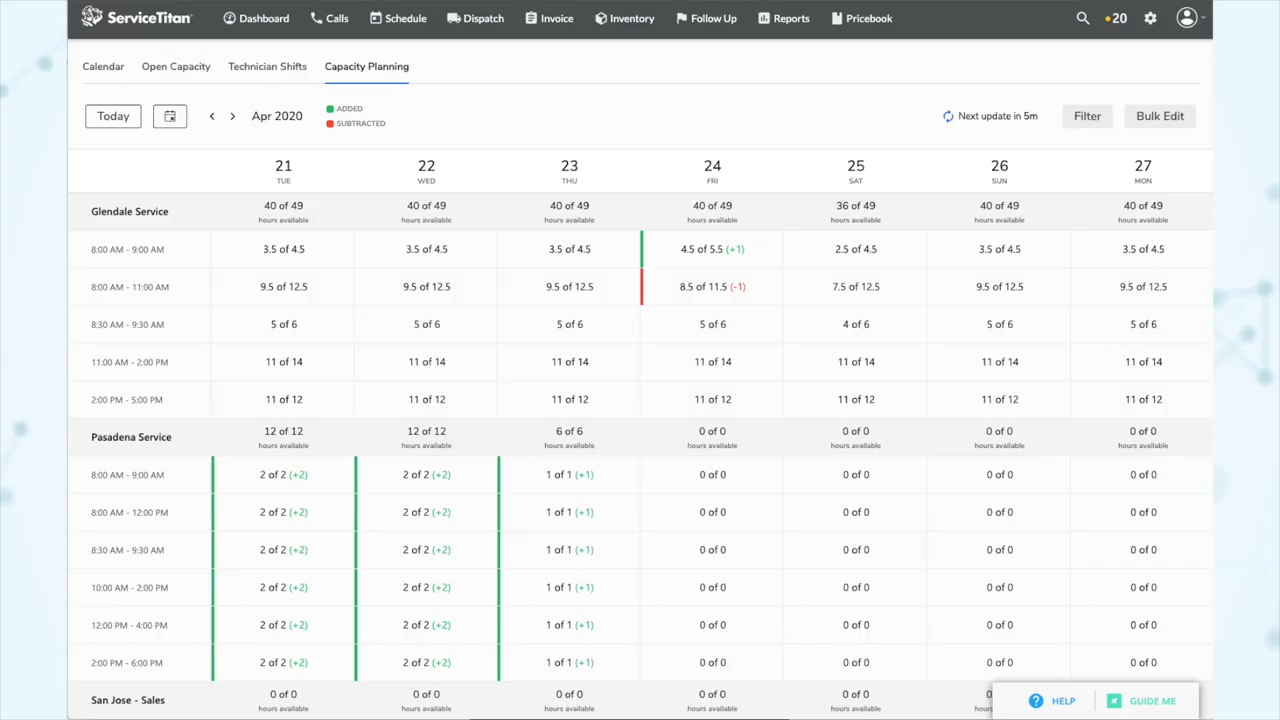 ServiceTitan Dashboard Calls Schedule Dispatch Invoice Inventory Follow Up Reports Pricebook 20
Calendar Open Capacity Technician Shifts Capacity Planning
Today Apr 2020 ADDED SUBTRACTED Next update in 5m Filter Bulk Edit
21 22 23 24 25 26 27
TUE WED THU FRI SAT SUN MON
Glendale Service 40 of 49 40 of 49 40 of 49 40 of 49 36 of 49 40 of 49 40 of 49
hours available hours available hours available hours available hours available hours available hours available
8:00 AM - 9:00 AM 3.5 of 4.5 3.5 of 4.5 3.5 of 4.5 4.5 of 5.5 (+1) 2.5 of 4.5 3.5 of 4.5 3.5 of 4.5
8:00 AM - 11:00 AM 9.5 of 12.5 9.5 of 12.5 9.5 of 12.5 8.5 of 11.5 (-1) 7.5 of 12.5 9.5 of 12.5 9.5 of 12.5
8:30 AM - 9:30 AM 5 of 6 5 of 6 5 of 6 5 of 6 4 of 6 5 of 6 5 of 6
11:00 AM - 2:00 PM 11 of 14 11 of 14 11 of 14 11 of 14 11 of 14 11 of 14 11 of 14
2:00 PM - 5:00 PM 11 of 12 11 of 12 11 of 12 11 of 12 11 of 12 11 of 12 11 of 12
Pasadena Service 12 of 12 12 of 12 6 of 6 0 of 0 0 of 0 0 of 0 0 of 0
hours available hours available hours available hours available hours available hours available hours available
8:00 AM - 9:00 AM 2 of 2 (+2) 2 of 2 (+2) 1 of 1 (+1) 0 of 0 0 of 0 0 of 0 0 of 0
8:00 AM - 12:00 PM 2 of 2 (+2) 2 of 2 (+2) 1 of 1 (+1) 0 of 0 0 of 0 0 of 0 0 of 0
8:30 AM - 9:30 AM 2 of 2 (+2) 2 of 2 (+2) 1 of 1 (+1) 0 of 0 0 of 0 0 of 0 0 of 0
10:00 AM - 2:00 PM 2 of 2 (+2) 2 of 2 (+2) 1 of 1 (+1) 0 of 0 0 of 0 0 of 0 0 of 0
12:00 PM - 4:00 PM 2 of 2 (+2) 2 of 2 (+2) 1 of 1 (+1) 0 of 0 0 of 0 0 of 0 0 of 0
2:00 PM - 6:00 PM 2 of 2 (+2) 2 of 2 (+2) 1 of 1 (+1) 0 of 0 0 of 0 0 of 0 0 of 0
San Jose - Sales 0 of 0 0 of 0 0 of 0 0 of 0 0 of 0
hours available hours available hours available hours available hours available
HELP GUIDE ME